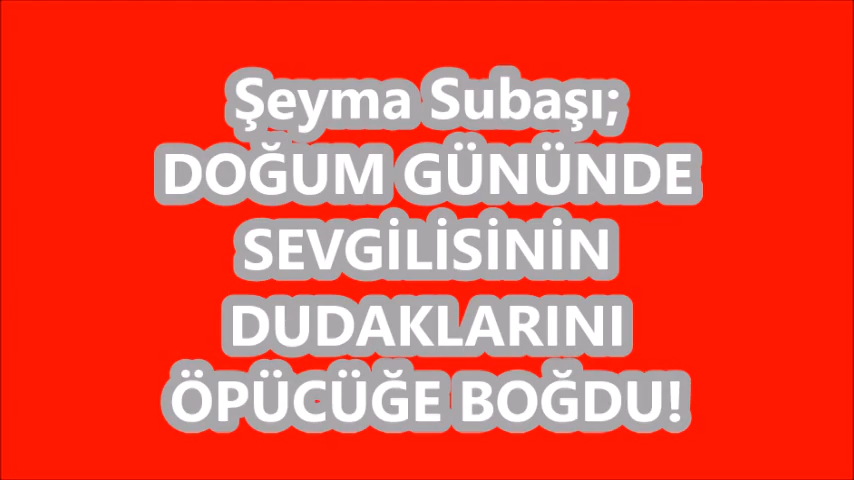 Şeyma Subaşı;
DOĞUM GÜNÜNDE
SEVGİLİSİNİN
DUDAKLARINI
ÖPÜCÜĞE BOĞDU!